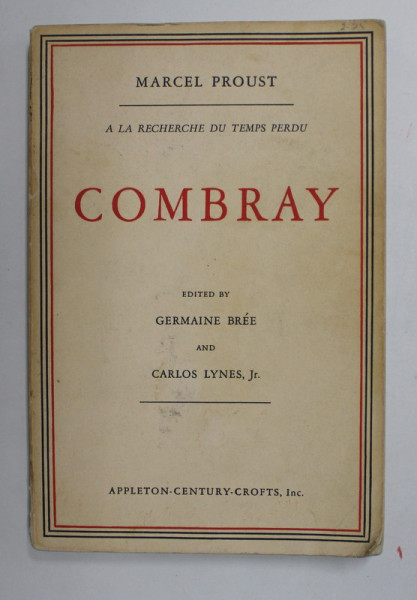 MARCEL PROUST
A LA RECHERCHE DU TEMPS PERDU
COMBRAY
EDITED BY
GERMAINE BRÉE
AND
CARLOS LYNES, Jr.
APPLETON-CENTURY-CROFTS, Inc.